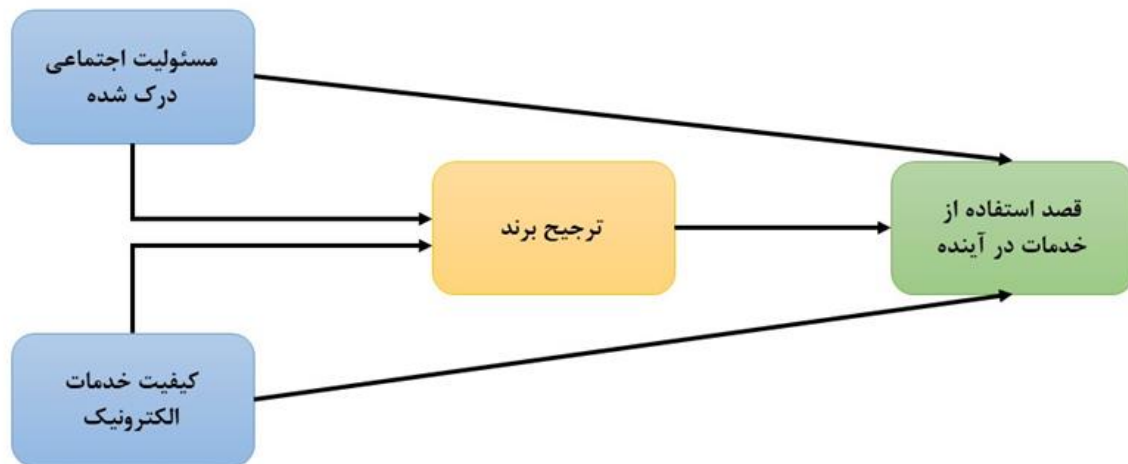 مسئولیت اجتماعی
درک شده
ترجیح برند
قصد استفاده از
خدمات در آینده
کیفیت خدمات
الکترونیک